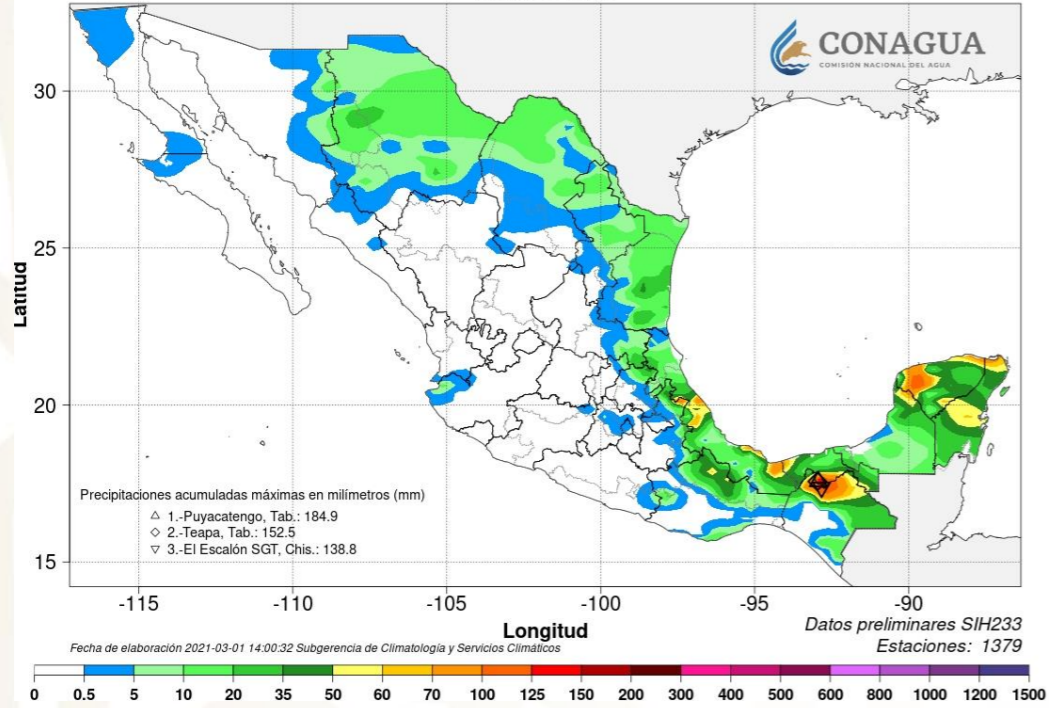 CONAGUA
COMISIÓN NACIONAL DEL AGUA
30
25
20
15
Latitud
Precipitaciones acumuladas máximas en milímetros (mm)
△ 1.-Puyacatengo, Tab.: 184.9
◇ 2.-Teapa, Tab.: 152.5
▽ 3.-El Escalón SGT, Chis.: 138.8
-115 -110 -105 -100 -95 -90
Longitud
Datos preliminares SIH233
Fecha de elaboración 2021-03-01 14:00:32 Subgerencia de Climatología y Servicios Climáticos
Estaciones: 1379
0 0.5 5 10 20 35 50 60 70 100 125 150 200 300 400 500 600 800 1000 1200 1500